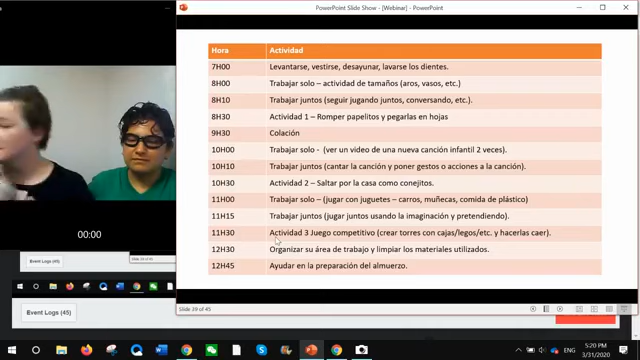 PowerPoint Slide Show - [Webinar] - PowerPoint
Hora Actividad
7H00 Levantarse, vestirse, desayunar, lavarse los dientes.
8H00 Trabajar solo – actividad de tamaños (aros, vasos, etc.)
8H10 Trabajar juntos (seguir jugando juntos, conversando, etc.).
8H30 Actividad 1 – Romper papelitos y pegarlas en hojas
9H30 Colación
10H00 Trabajar solo - (ver un video de una nueva canción infantil 2 veces).
10H10 Trabajar juntos (cantar la canción y poner gestos o acciones a la canción).
10H30 Actividad 2 – Saltar por la casa como conejitos.
11H00 Trabajar solo - (jugar con juguetes – carros, muñecas, comida de plástico)
11H15 Trabajar juntos (jugar juntos usando la imaginación y pretendiendo).
11H30 Actividad 3 Juego competitivo (crear torres con cajas/legos/etc. y hacerlas caer).
12H30 Organizar su área de trabajo y limpiar los materiales utilizados.
12H45 Ayudar en la preparación del almuerzo.
00:00
Event Logs (45)
Event Logs (45)
Slide 29 of 45
ENG
5:20 PM
3/31/2020